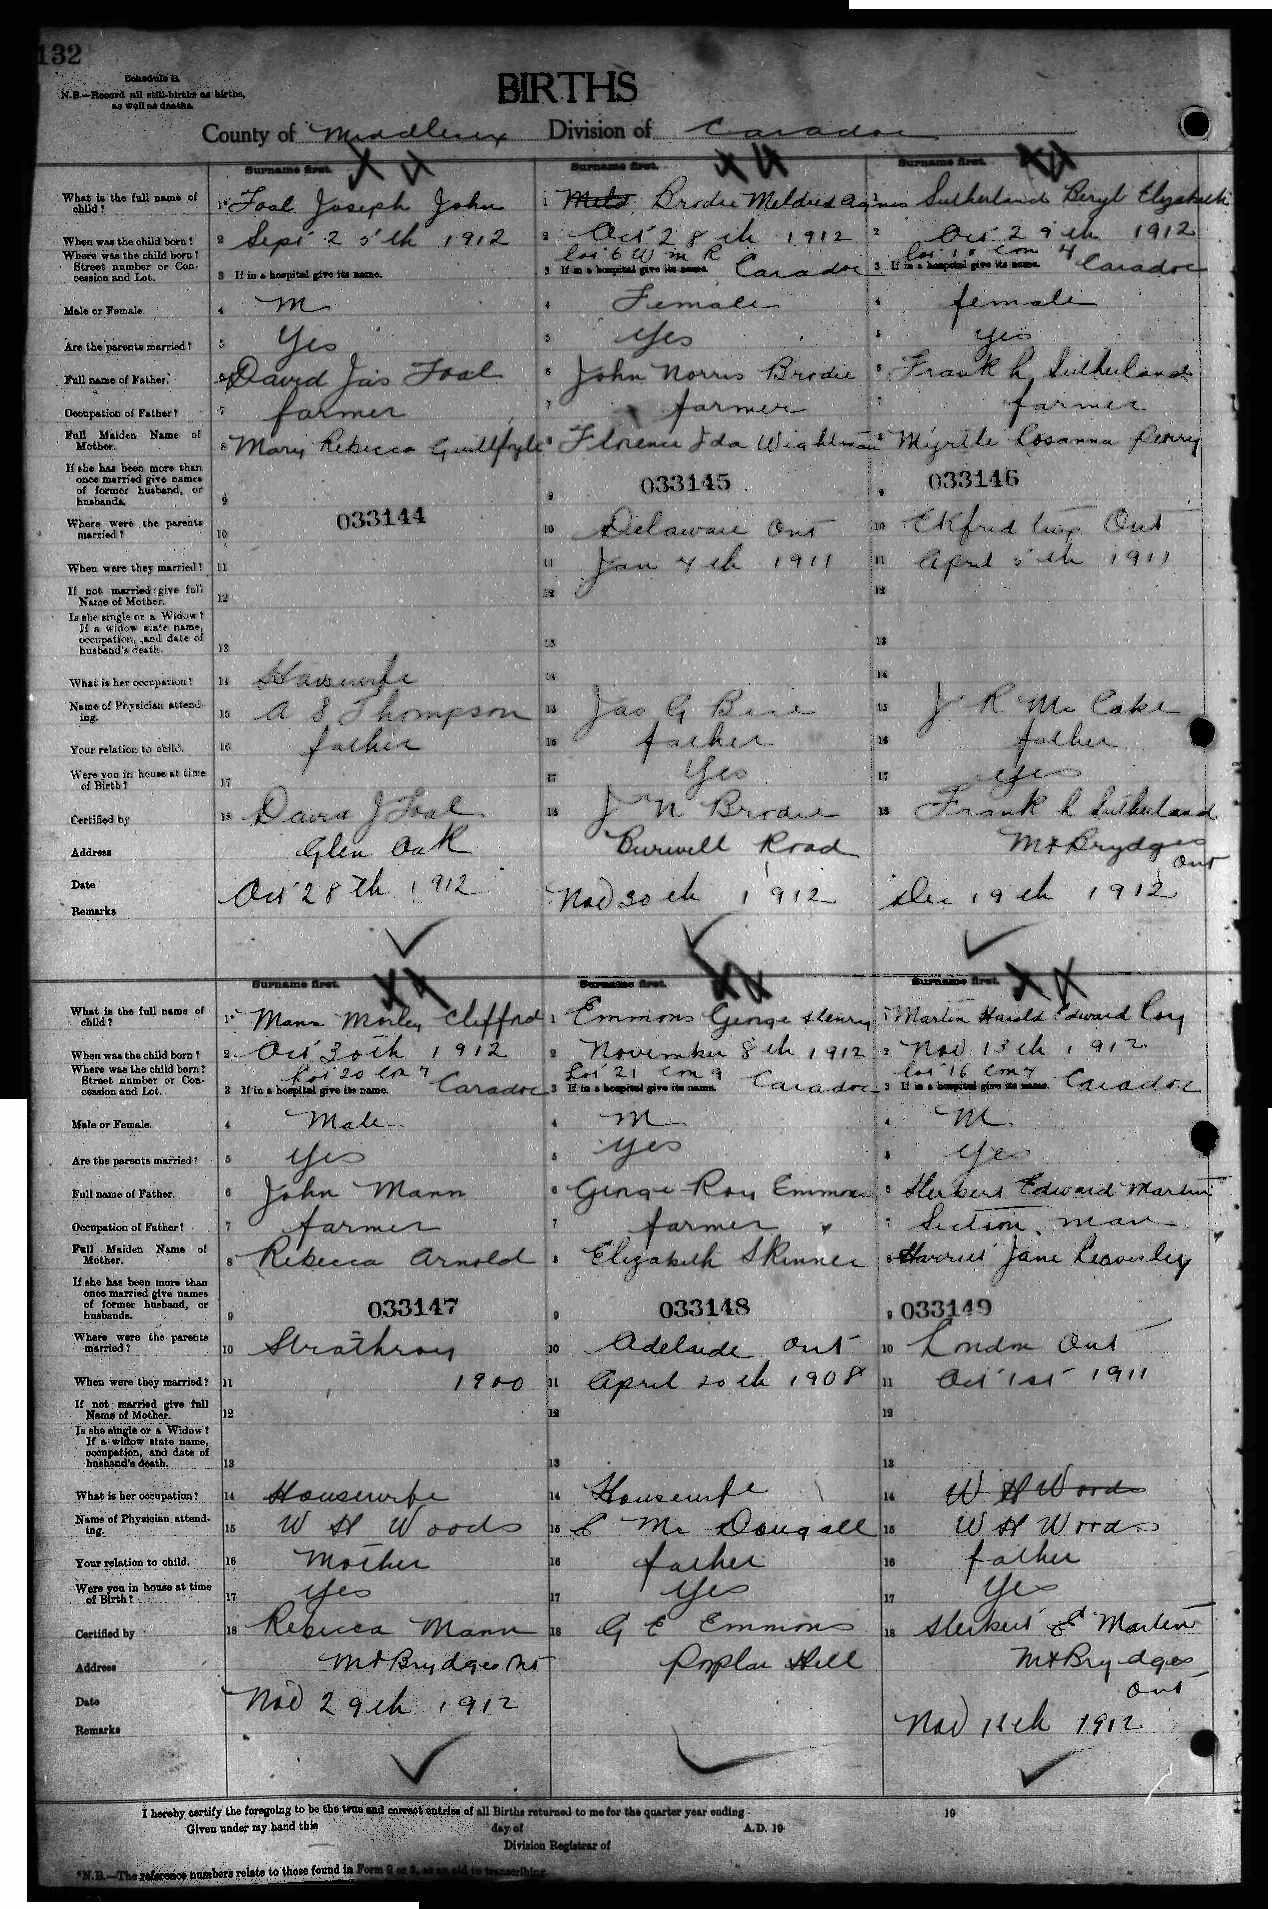 132
Schedule B.
N.B.—Record all still-births as births,
as well as deaths.
BIRTHS
County of Middlesex Division of Caradoc
Surname first. Surname first. Surname first.
What is the full name of child? 1 Foal Joseph John 1 Brodie Meldred Agnes 1 Sutherland Beryl Elizabeth
When was the child born? 2 Sept 25th 1912 2 Oct 28th 1912 2 Oct 29th 1912
Where was the child born? Street number or Concession and Lot. 3 If in a hospital give its name. Lot 6 W m R 3 If in a hospital give its name. Caradoc 3 If in a hospital give its name. Con 4 Caradoc
Male or Female. 4 M 4 Female 4 female
Are the parents married? 5 Yes 5 Yes 5 yes
Full name of Father. 6 David Jas Foal 6 John Norris Brodie 6 Frank L Sutherland
Occupation of Father? 7 farmer 7 farmer 7 farmer
Full Maiden Name of Mother. 8 Mary Rebecca 8 Florence Ida Wightman 8 Myrtle Rosanna Perry
If she has been more than once married give names of former husband, or husbands. 9 9 033145 9 033146
033144
Where were the parents married? 10 10 Delaware Ont 10 Ekfrid twp Ont
When were they married? 11 11 Jan 4th 1911 11 April 5th 1911
If not married give full Name of Mother. 12 12 12
Is she single or a Widow? If a widow state name, occupation, and date of husband's death. 13 13 13
What is her occupation? 14 Housewife 14 14
Name of Physician attending. 15 A S Thompson 15 Jas G 15 J R Mc Cabe
Your relation to child. 16 father 16 father 16 father
Were you in house at time of Birth? 17 17 Yes 17 yes
Certified by 18 David J Foal 18 J N Brodie 18 Frank L Sutherland
Address Glen Oak Burwell Road Mt Brydges Ont
Date Oct 28th 1912 Nov 30th 1912 Dec 19th 1912
Remarks
Surname first. Surname first. Surname first.
What is the full name of child? 1 Mann Morley Clifford 1 Emmons George Henry 1 Martin Harold Edward Roy
When was the child born? 2 Oct 30th 1912 2 November 8th 1912 2 Nov 13th 1912
Where was the child born? Street number or Concession and Lot. 3 If in a hospital give its name. Lot 20 Con 7 Caradoc 3 If in a hospital give its name. Lot 21 Con 9 Caradoc 3 If in a hospital give its name. Lot 16 Con 7 Caradoc
Male or Female. 4 Male 4 M 4 M
Are the parents married? 5 Yes 5 Yes 5 Yes
Full name of Father. 6 John Mann 6 George Roy Emmons 6 Herbert Edward Martin
Occupation of Father? 7 farmer 7 farmer 7 Section man
Full Maiden Name of Mother. 8 Rebecca Arnold 8 Elizabeth Skinner 8 Harriet Jane
If she has been more than once married give names of former husband, or husbands. 9 033147 9 033148 9 033149
Where were the parents married? 10 Strathroy 10 Adelaide Ont 10 London Ont
When were they married? 11 1900 11 April 20th 1908 11 Oct 1st 1911
If not married give full Name of Mother. 12 12 12
Is she single or a Widow? If a widow state name, occupation, and date of husband's death. 13 13 13
What is her occupation? 14 Housewife 14 Housewife 14 W H Woods
Name of Physician attending. 15 W H Woods 15 Mc Dougall 15 W H Woods
Your relation to child. 16 Mother 16 father 16 father
Were you in house at time of Birth? 17 Yes 17 Yes 17 Yes
Certified by 18 Rebecca Mann 18 G E Emmons 18 Herbert E Martin
Address Mt Brydges Ont Poplar Hill Mt Brydges Ont
Date Nov 29th 1912 Nov 1912
Remarks
I hereby certify the foregoing to be the true and correct entries of all Births returned to me for the quarter year ending 19
Given under my hand this day of A.D. 19
Division Registrar of
*N.B.—The reference numbers relate to those found in Form 2 or 3, as an aid in transcribing.